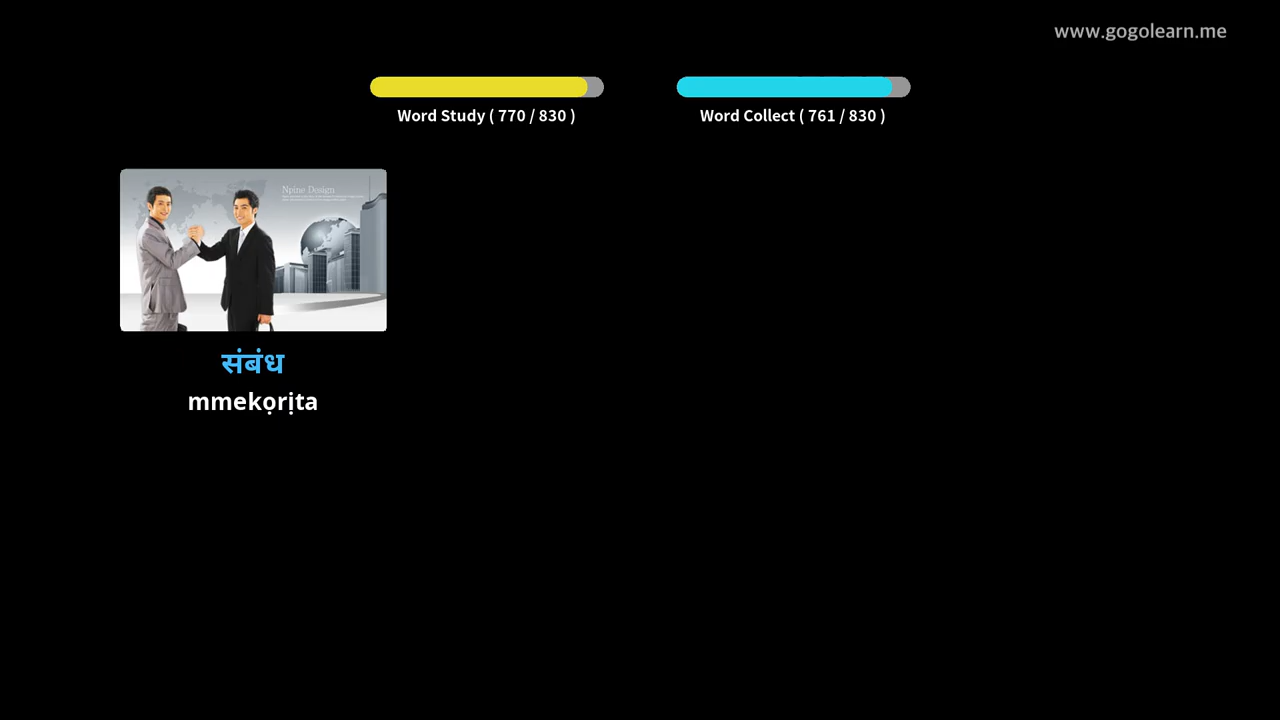 www.gogolearn.me
Word Study ( 770 / 830 )
Word Collect ( 761 / 830 )
Npine Design
संबंध
mmekọrịta